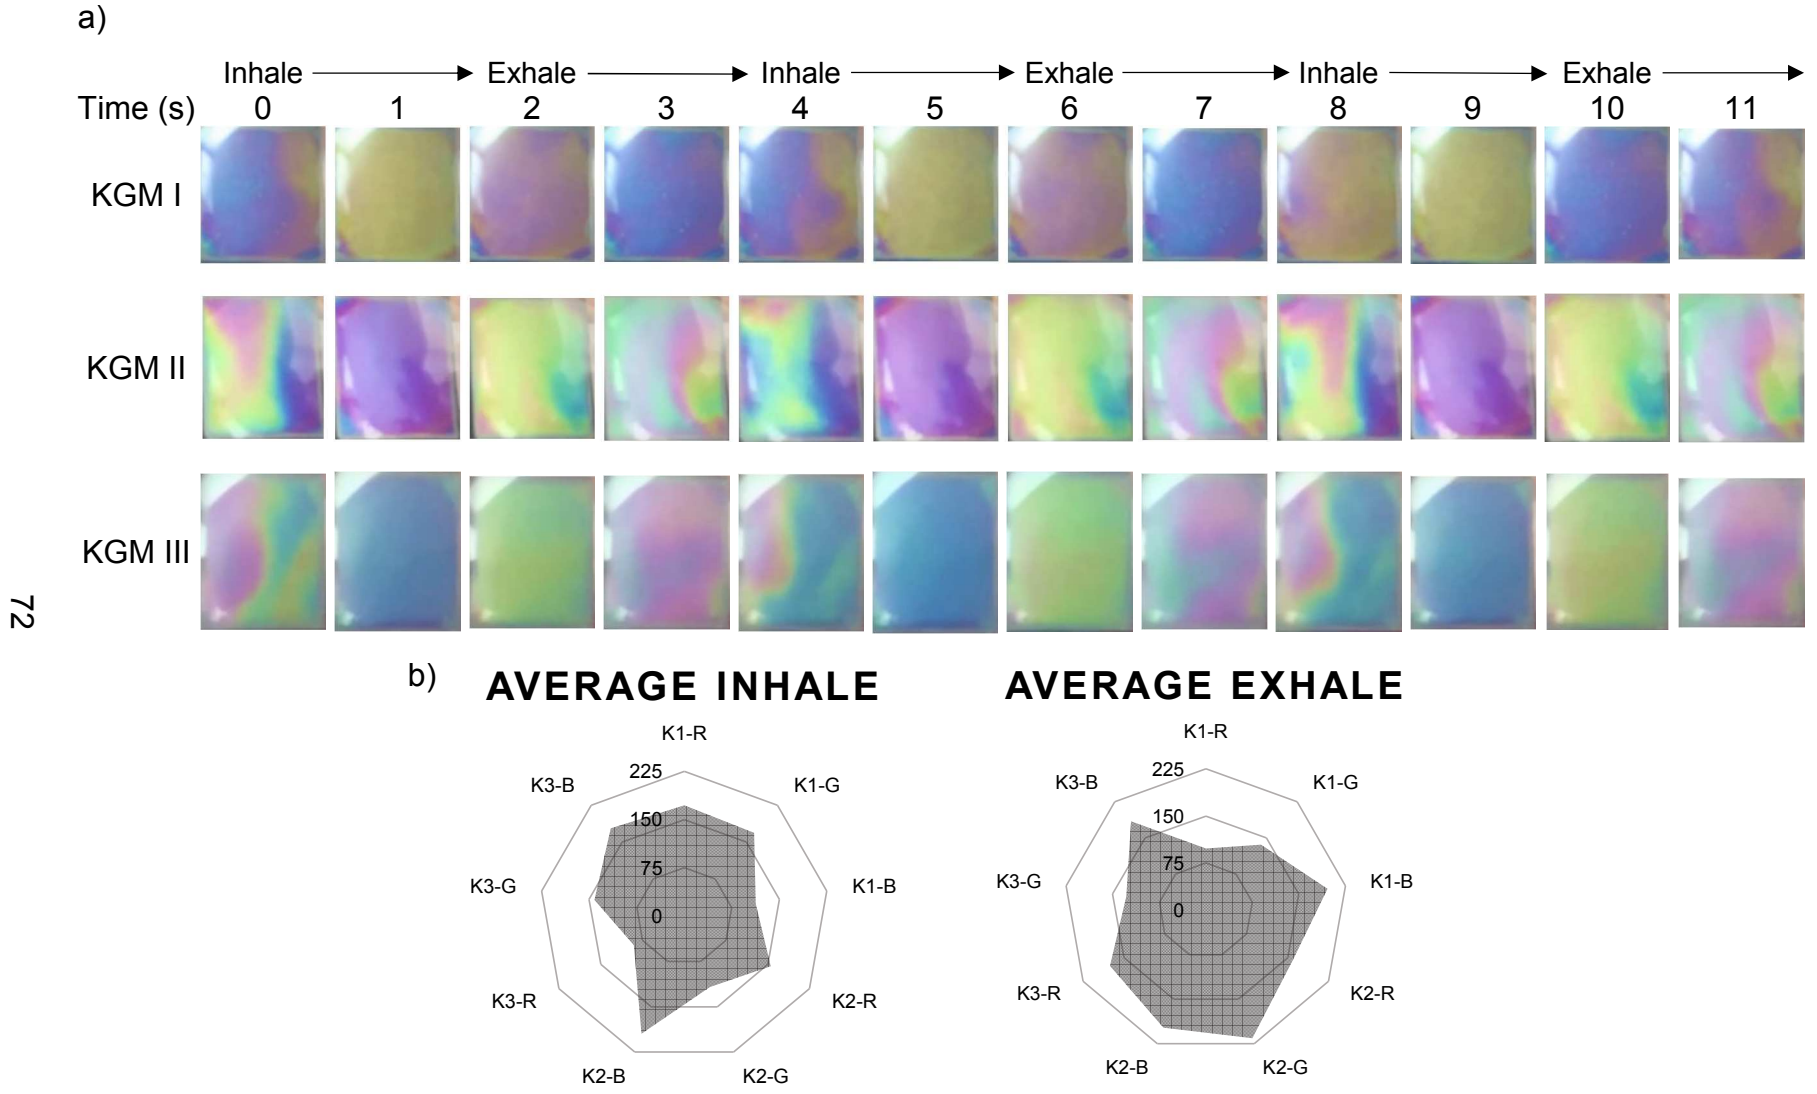 a)
Inhale Exhale Inhale Exhale Inhale Exhale
Time (s) 0 1 2 3 4 5 6 7 8 9 10 11
KGM I
KGM II
KGM III
72
b)
AVERAGE INHALE
K1-R
K1-G
K1-B
K2-R
K2-G
K2-B
K3-R
K3-G
K3-B
225
150
75
0
AVERAGE EXHALE
K1-R
K1-G
K1-B
K2-R
K2-G
K2-B
K3-R
K3-G
K3-B
225
150
75
0